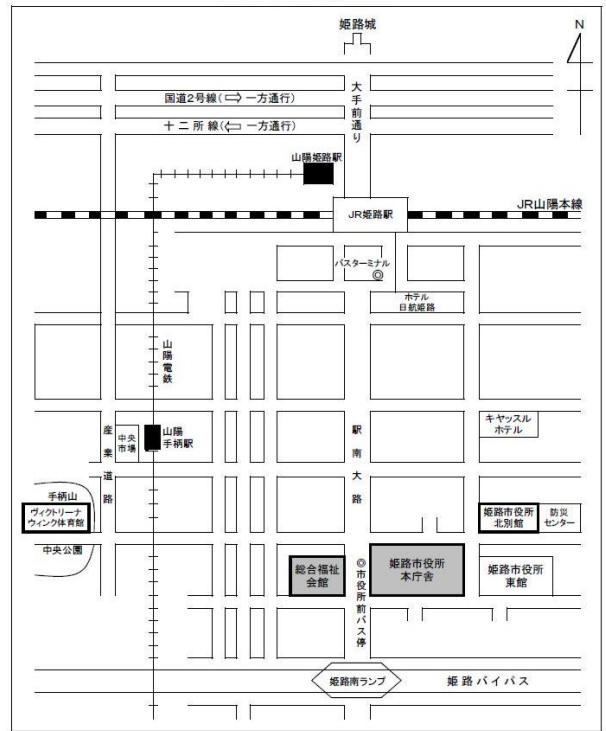 姫路城
N
国道2号線(⇨ 一方通行)
十二所線(⇦ 一方通行)
大手前通り
山陽姫路駅
JR山陽本線
JR姫路駅
バスターミナル
◎
ホテル
日航姫路
山陽電鉄
産業道路
中央
市場
山陽
手柄駅
駅南大路
キャッスル
ホテル
手柄山
ヴィクトリーナ
ウィンク体育館
中央公園
姫路市役所
北別館
防災
センター
総合福祉
会館
◎市役所前バス停
姫路市役所
本庁舎
姫路市役所
東館
姫路南ランプ
姫路バイパス